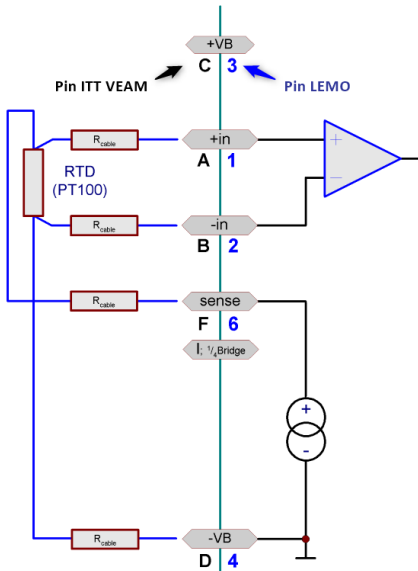 +VB
C 3
Pin ITT VEAM
Pin LEMO
Rcable
+in
+
A 1
RTD
(PT100)
−
Rcable
-in
B 2
Rcable
sense
F 6
I; ¼Bridge
+
-
Rcable
-VB
D 4